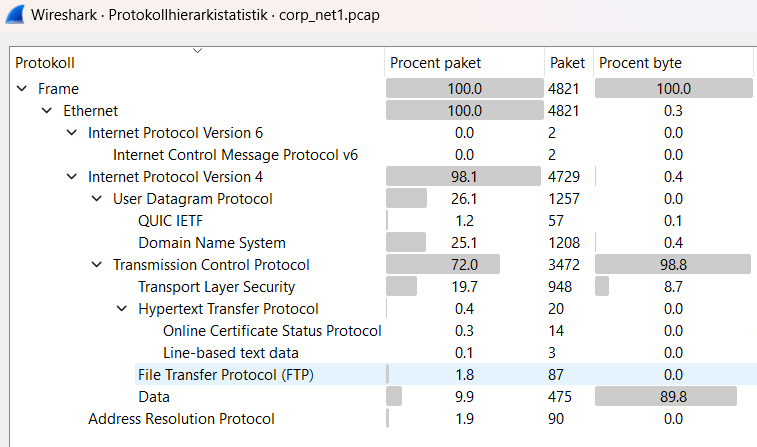 Wireshark · Protokollhierarkistatistik · corp_net1.pcap
Protokoll Procent paket Paket Procent byte
Frame 100.0 4821 100.0
Ethernet 100.0 4821 0.3
Internet Protocol Version 6 0.0 2 0.0
Internet Control Message Protocol v6 0.0 2 0.0
Internet Protocol Version 4 98.1 4729 0.4
User Datagram Protocol 26.1 1257 0.0
QUIC IETF 1.2 57 0.1
Domain Name System 25.1 1208 0.4
Transmission Control Protocol 72.0 3472 98.8
Transport Layer Security 19.7 948 8.7
Hypertext Transfer Protocol 0.4 20 0.0
Online Certificate Status Protocol 0.3 14 0.0
Line-based text data 0.1 3 0.0
File Transfer Protocol (FTP) 1.8 87 0.0
Data 9.9 475 89.8
Address Resolution Protocol 1.9 90 0.0